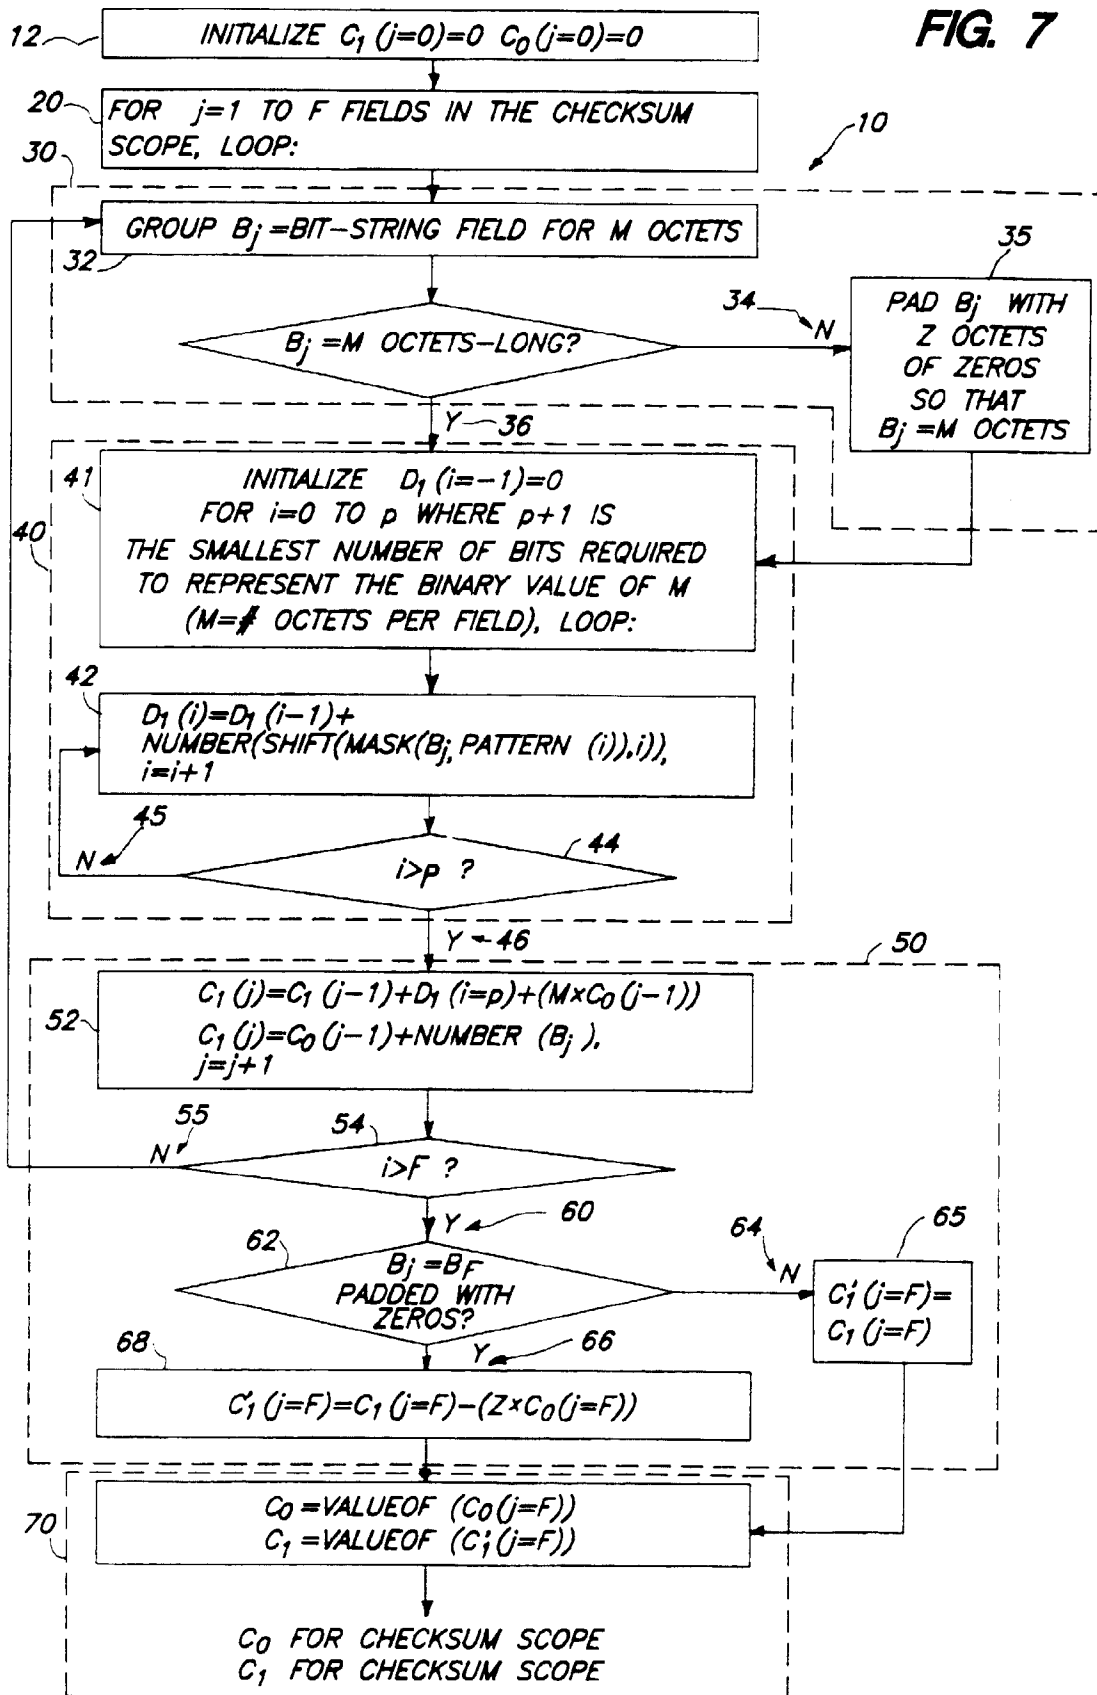 FIG. 7
12
INITIALIZE C₁ (j=0)=0 C₀ (j=0)=0
20
FOR j=1 TO F FIELDS IN THE CHECKSUM
SCOPE, LOOP:
10
30
GROUP Bⱼ =BIT-STRING FIELD FOR M OCTETS
32
Bⱼ =M OCTETS-LONG?
34
N
35
PAD Bⱼ WITH
Z OCTETS
OF ZEROS
SO THAT
Bⱼ =M OCTETS
Y 36
40
41
INITIALIZE D₁ (i=-1)=0
FOR i=0 TO p WHERE p+1 IS
THE SMALLEST NUMBER OF BITS REQUIRED
TO REPRESENT THE BINARY VALUE OF M
(M=# OCTETS PER FIELD), LOOP:
42
D₁ (i)=D₁ (i-1)+
NUMBER(SHIFT(MASK(Bⱼ, PATTERN (i)),i)),
i=i+1
45
N
44
i>p ?
Y 46
50
52
C₁ (j)=C₁ (j-1)+D₁ (i=p)+(M×C₀ (j-1))
C₁ (j)=C₀ (j-1)+NUMBER (Bⱼ ),
j=j+1
55
N
54
i>F ?
Y 60
62
Bⱼ =B_F
PADDED WITH
ZEROS?
64
N
65
C₁′ (j=F)=
C₁ (j=F)
Y 66
68
C₁′ (j=F)=C₁ (j=F)-(Z×C₀ (j=F))
70
C₀ =VALUEOF (C₀ (j=F))
C₁ =VALUEOF (C₁′ (j=F))
C₀ FOR CHECKSUM SCOPE
C₁ FOR CHECKSUM SCOPE